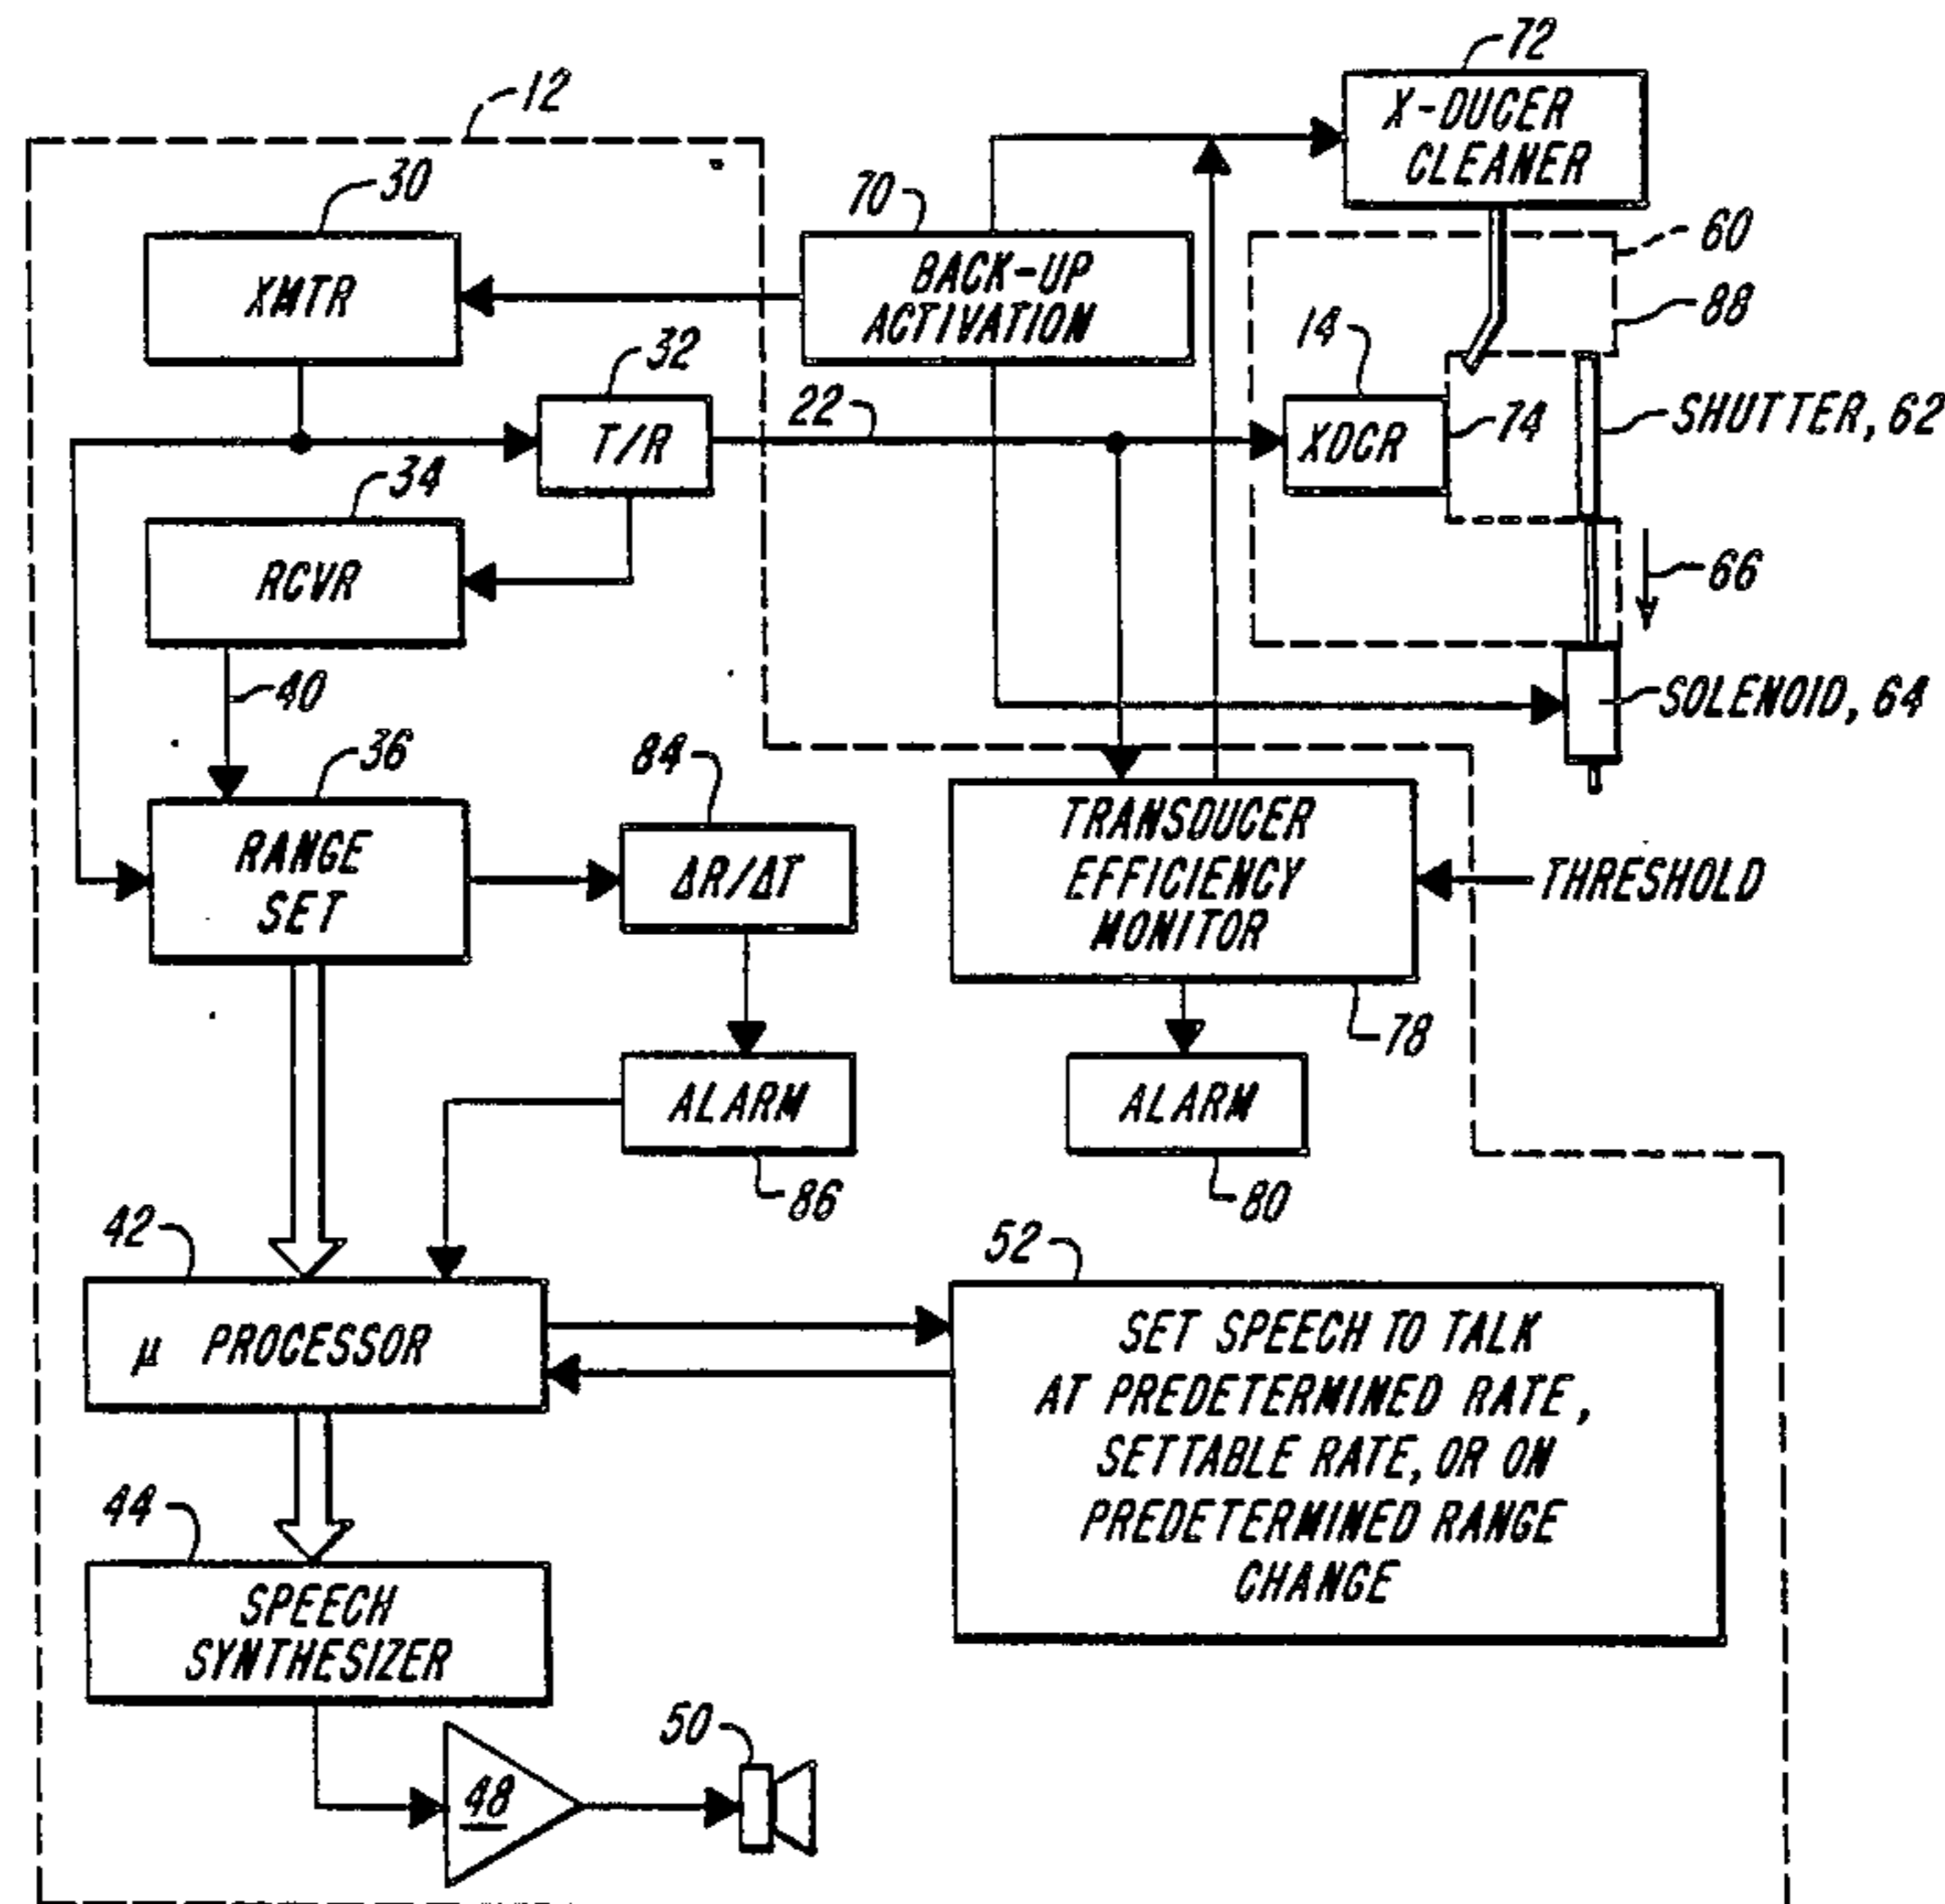 72
12
X-DUCER
CLEANER
30
70
60
XMTR
BACK-UP
ACTIVATION
88
14
32
22
T/R
XDCR
74
SHUTTER, 62
34
RCVR
66
40
SOLENOID, 64
36
84
RANGE
SET
ΔR/ΔT
TRANSDUCER
EFFICIENCY
MONITOR
THRESHOLD
78
ALARM
ALARM
86
80
42
52
μ PROCESSOR
SET SPEECH TO TALK
AT PREDETERMINED RATE,
SETTABLE RATE, OR ON
PREDETERMINED RANGE
CHANGE
44
SPEECH
SYNTHESIZER
50
48